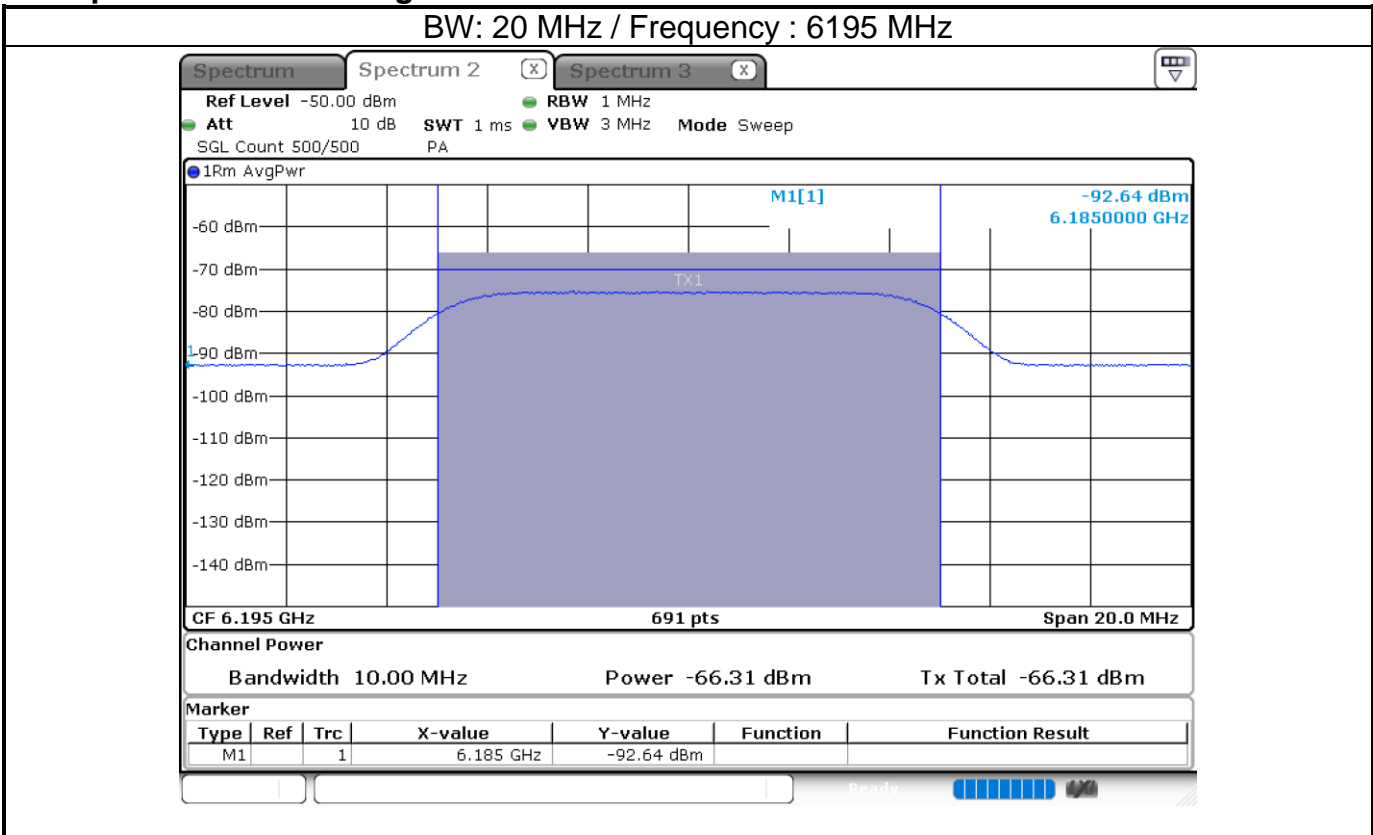 BW: 20 MHz / Frequency : 6195 MHz
Spectrum Spectrum 2 X Spectrum 3 X
Ref Level -50.00 dBm RBW 1 MHz
Att 10 dB SWT 1 ms VBW 3 MHz Mode Sweep
SGL Count 500/500 PA
1Rm AvgPwr
M1[1] -92.64 dBm
6.1850000 GHz
-60 dBm
-70 dBm
TX1
-80 dBm
1
-90 dBm
-100 dBm
-110 dBm
-120 dBm
-130 dBm
-140 dBm
CF 6.195 GHz 691 pts Span 20.0 MHz
Channel Power
Bandwidth 10.00 MHz Power -66.31 dBm Tx Total -66.31 dBm
Marker
Type Ref Trc X-value Y-value Function Function Result
M1 1 6.185 GHz -92.64 dBm
Ready